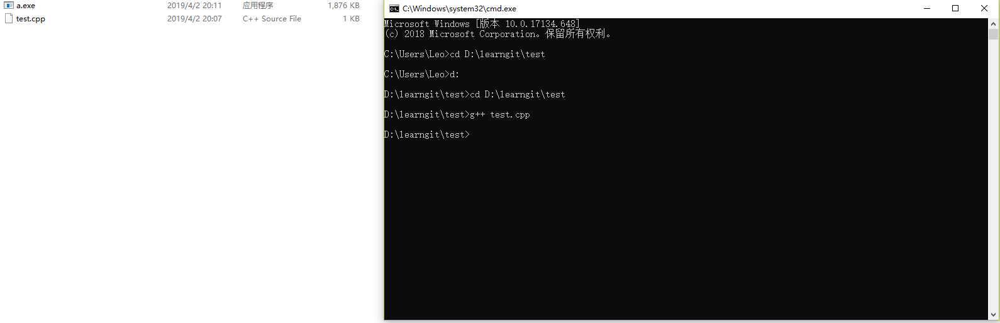 a.exe 2019/4/2 20:11 应用程序 1,876 KB
test.cpp 2019/4/2 20:07 C++ Source File 1 KB
C:\Windows\system32\cmd.exe
Microsoft Windows [版本 10.0.17134.648]
(c) 2018 Microsoft Corporation。保留所有权利。
C:\Users\Leo>cd D:\learngit\test
C:\Users\Leo>d:
D:\learngit\test>cd D:\learngit\test
D:\learngit\test>g++ test.cpp
D:\learngit\test>